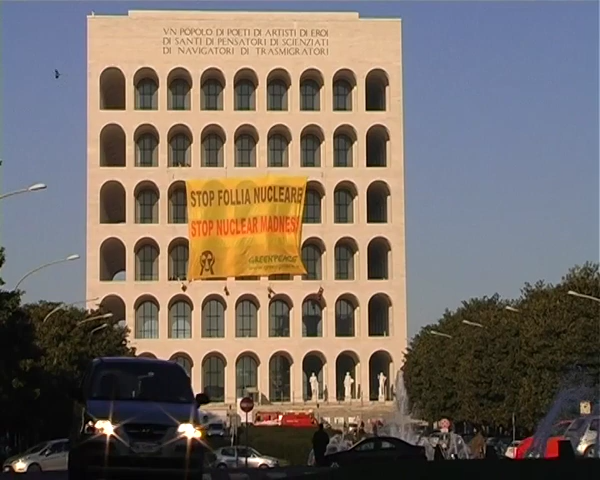 VN POPOLO DI POETI DI ARTISTI DI EROI
DI SANTI DI PENSATORI DI SCIENZIATI
DI NAVIGATORI DI TRASMIGRATORI
STOP FOLLIA NUCLEARE
STOP NUCLEAR MADNESS
GREENPEACE